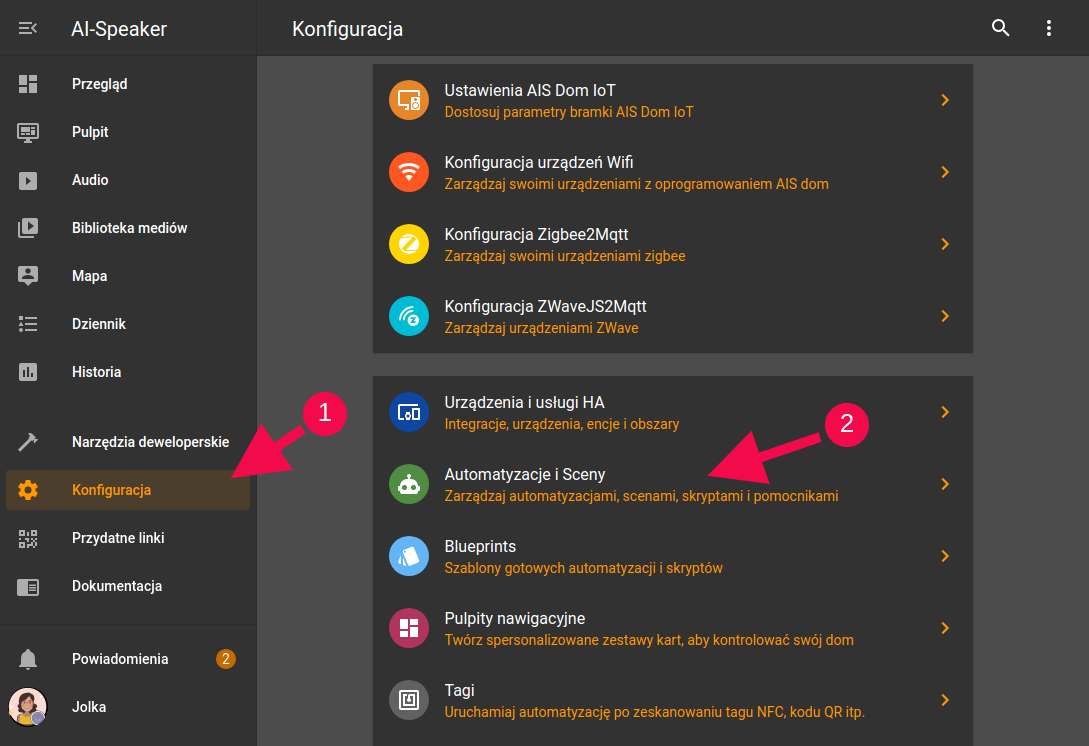 AI-Speaker
Przegląd
Pulpit
Audio
Biblioteka mediów
Mapa
Dziennik
Historia
Narzędzia deweloperskie
Konfiguracja
Przydatne linki
Dokumentacja
Powiadomienia 2
Jolka
1
Konfiguracja
Ustawienia AIS Dom IoT
Dostosuj parametry bramki AIS Dom IoT
Konfiguracja urządzeń Wifi
Zarządzaj swoimi urządzeniami z oprogramowaniem AIS dom
Konfiguracja Zigbee2Mqtt
Zarządzaj swoimi urządzeniami zigbee
Konfiguracja ZWaveJS2Mqtt
Zarządzaj urządzeniami ZWave
Urządzenia i usługi HA
Integracje, urządzenia, encje i obszary
2
Automatyzacje i Sceny
Zarządzaj automatyzacjami, scenami, skryptami i pomocnikami
Blueprints
Szablony gotowych automatyzacji i skryptów
Pulpity nawigacyjne
Twórz spersonalizowane zestawy kart, aby kontrolować swój dom
Tagi
Uruchamiaj automatyzację po zeskanowaniu tagu NFC, kodu QR itp.